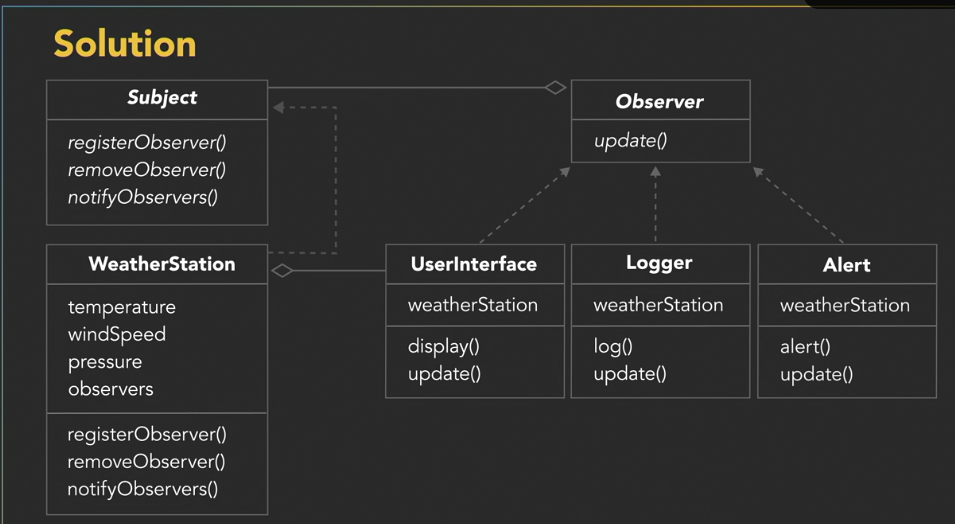 Solution
Subject
registerObserver()
removeObserver()
notifyObservers()
Observer
update()
WeatherStation
temperature
windSpeed
pressure
observers
registerObserver()
removeObserver()
notifyObservers()
UserInterface
weatherStation
display()
update()
Logger
weatherStation
log()
update()
Alert
weatherStation
alert()
update()